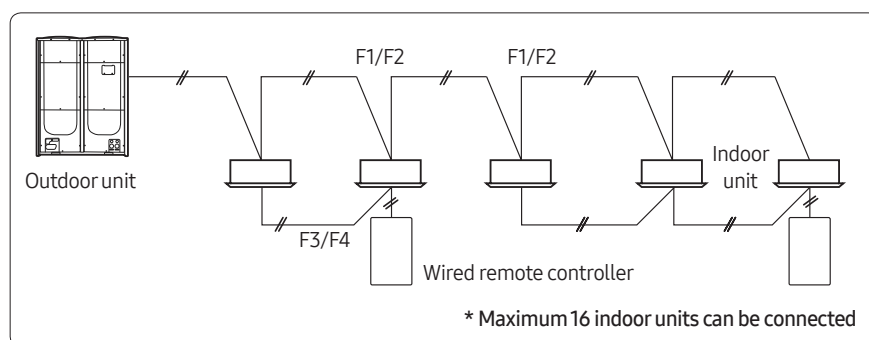 F1/F2
F1/F2
Outdoor unit
Indoor
unit
F3/F4
Wired remote controller
* Maximum 16 indoor units can be connected